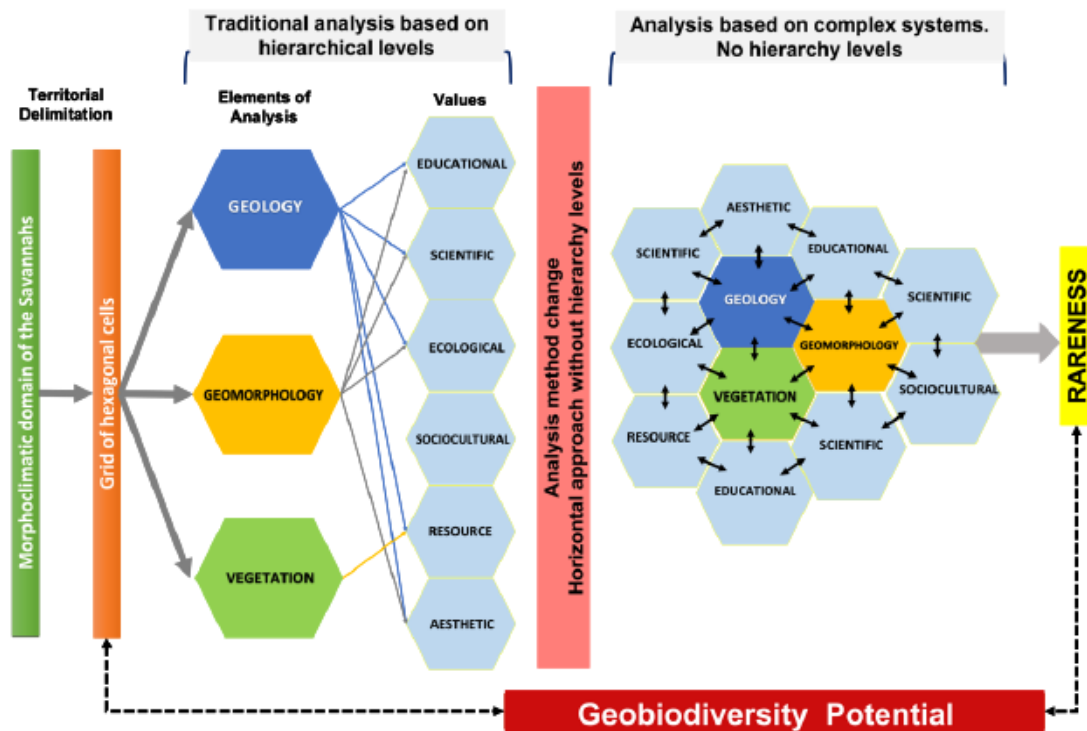 Traditional analysis based on
hierarchical levels
Analysis based on complex systems.
No hierarchy levels
Territorial
Delimitation
Elements of
Analysis
Values
Morphoclimatic domain of the Savannahs
Grid of hexagonal cells
GEOLOGY
GEOMORPHOLOGY
VEGETATION
EDUCATIONAL
SCIENTIFIC
ECOLOGICAL
SOCIOCULTURAL
RESOURCE
AESTHETIC
Analysis method change
Horizontal approach without hierarchy levels
AESTHETIC
SCIENTIFIC
EDUCATIONAL
GEOLOGY
SCIENTIFIC
ECOLOGICAL
GEOMORPHOLOGY
VEGETATION
SOCIOCULTURAL
RESOURCE
SCIENTIFIC
EDUCATIONAL
RARENESS
Geobiodiversity Potential